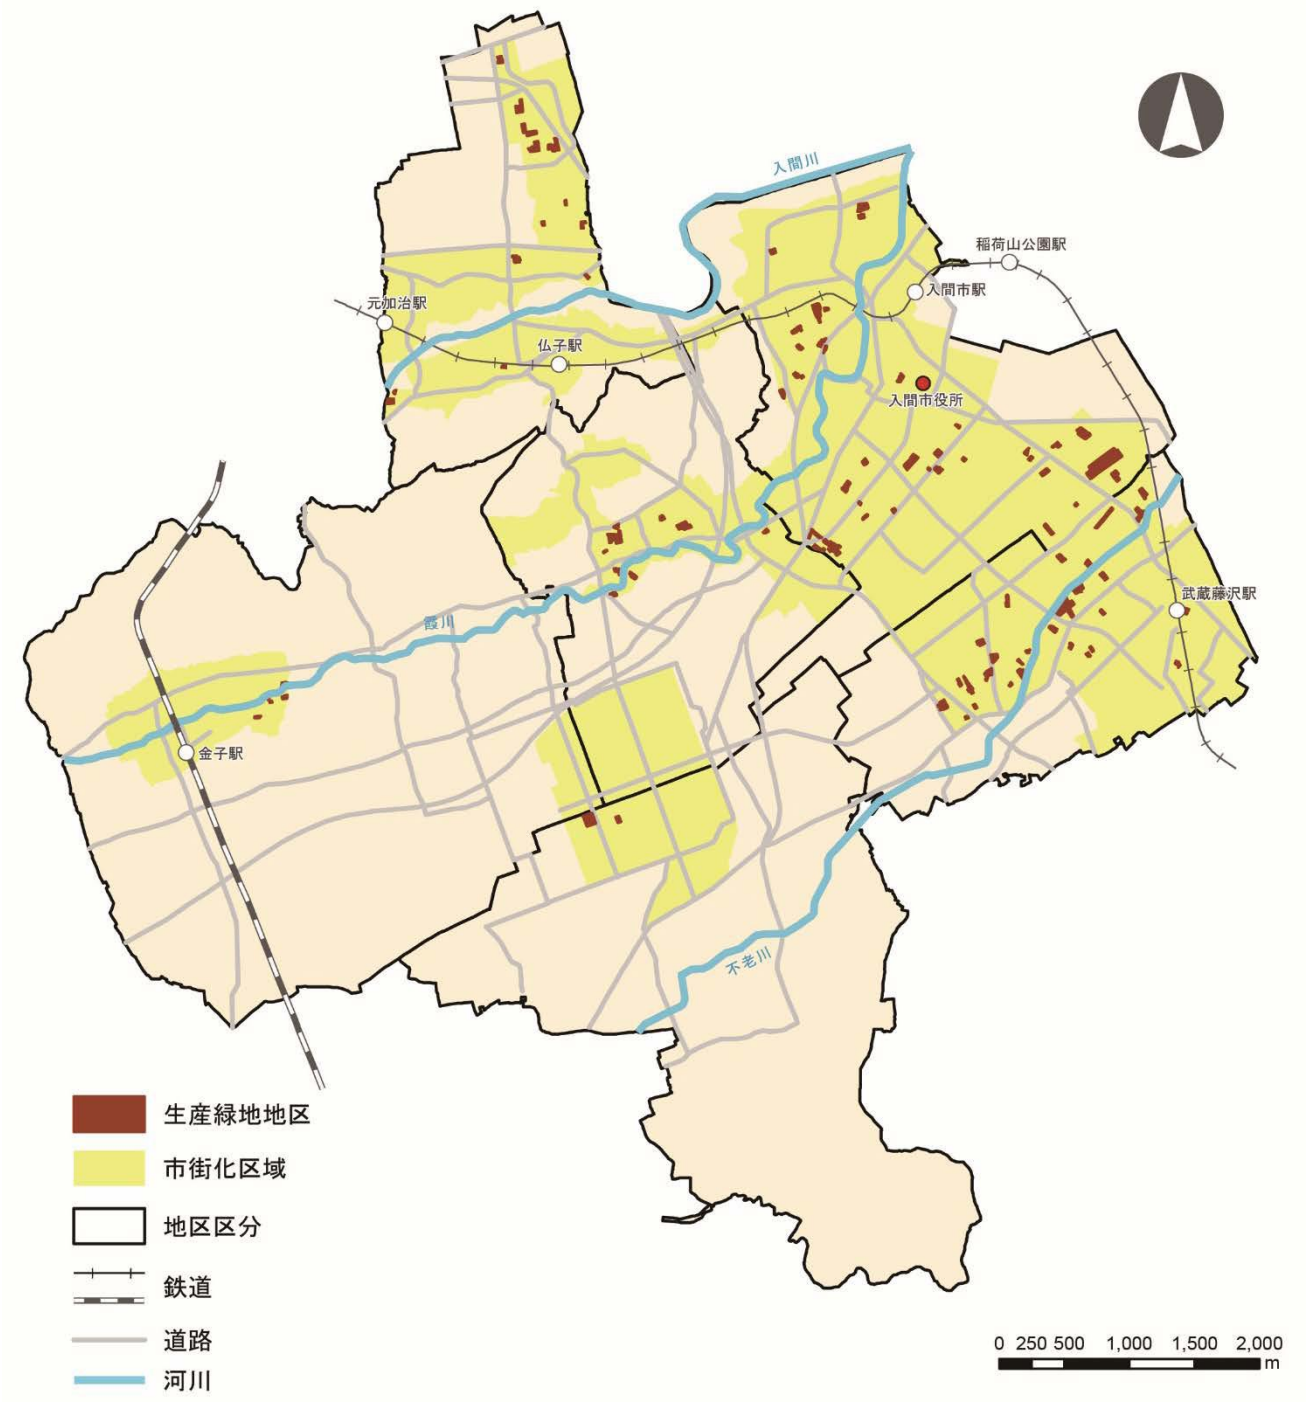 入間川
稲荷山公園駅
入間市駅
元加治駅
仏子駅
入間市役所
武蔵藤沢駅
霞川
金子駅
不老川
生産緑地地区
市街化区域
地区区分
鉄道
道路
河川
0 250 500 1,000 1,500 2,000
m